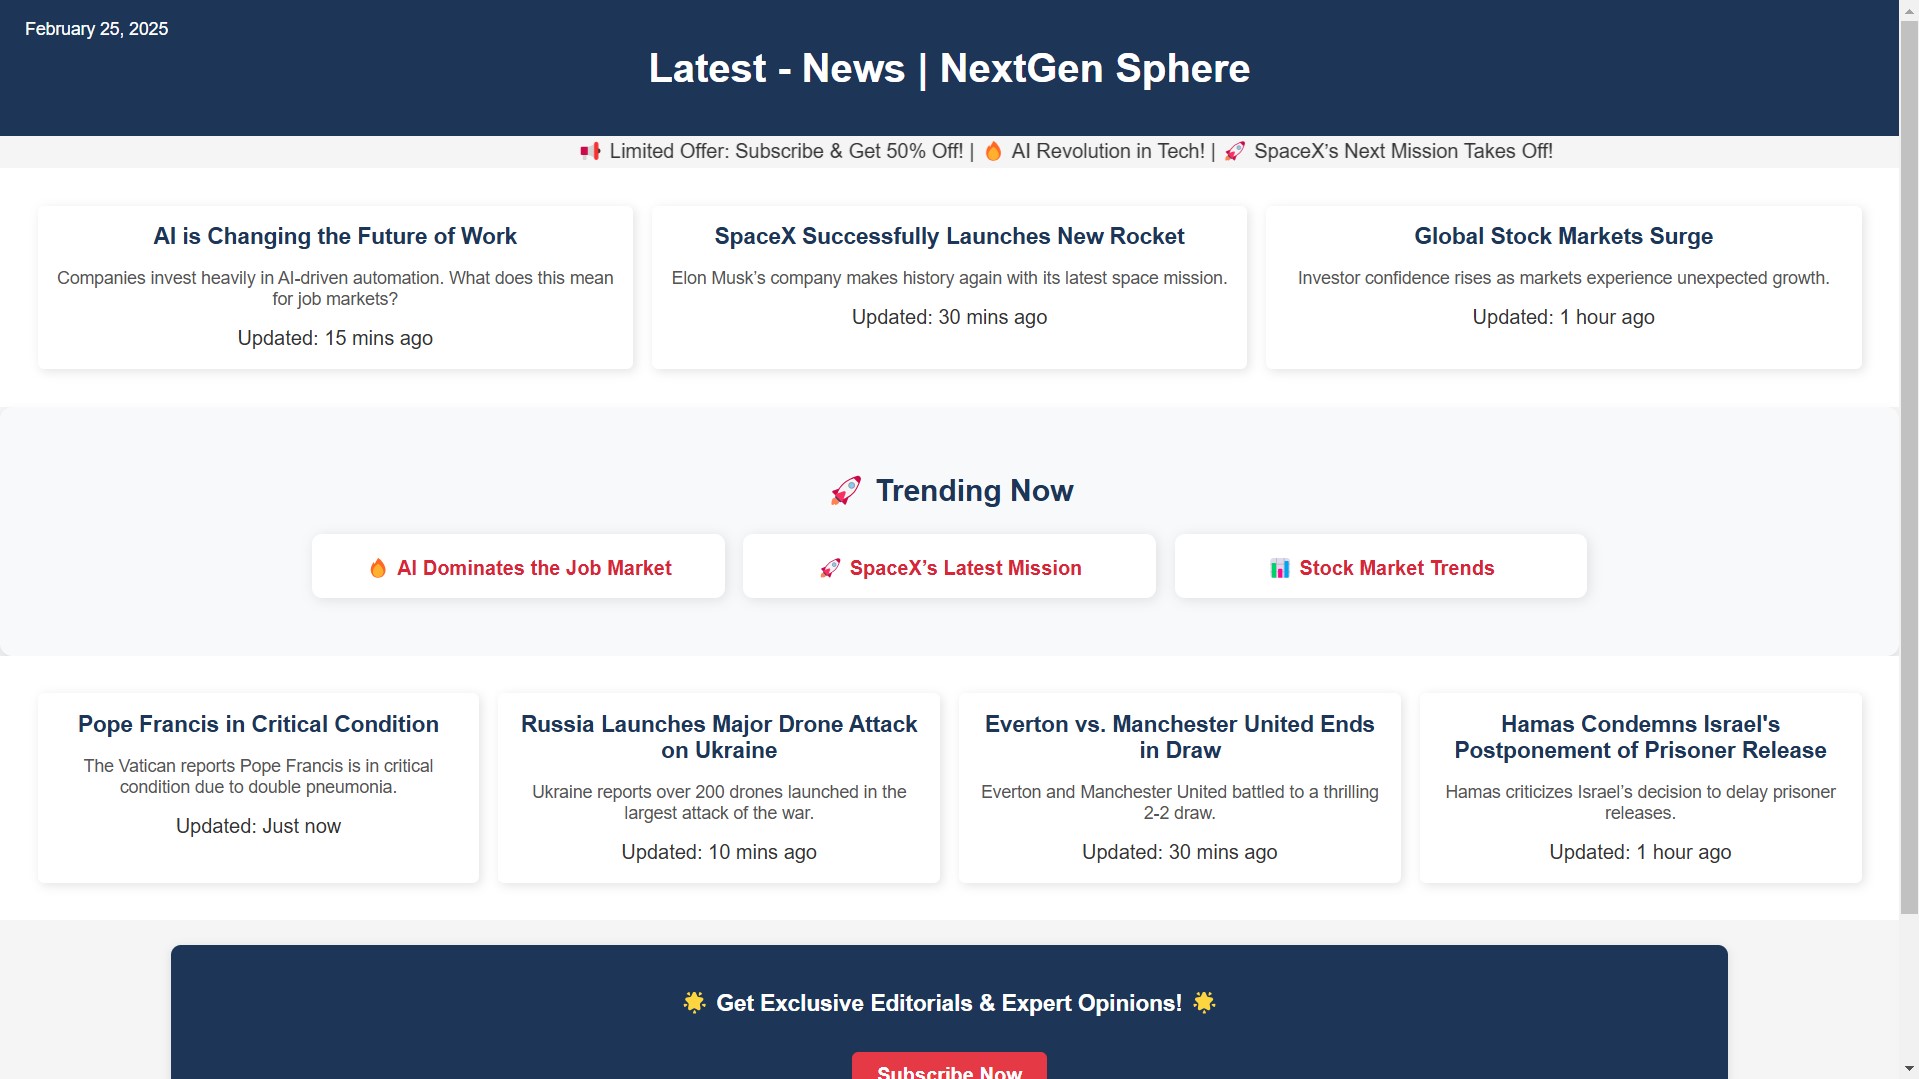 February 25, 2025
Latest - News | NextGen Sphere
Limited Offer: Subscribe & Get 50% Off! | 🔥 AI Revolution in Tech! | 🚀 SpaceX’s Next Mission Takes Off!
AI is Changing the Future of Work
Companies invest heavily in AI-driven automation. What does this mean
for job markets?
Updated: 15 mins ago
SpaceX Successfully Launches New Rocket
Elon Musk’s company makes history again with its latest space mission.
Updated: 30 mins ago
Global Stock Markets Surge
Investor confidence rises as markets experience unexpected growth.
Updated: 1 hour ago
🚀 Trending Now
🔥 AI Dominates the Job Market
🚀 SpaceX’s Latest Mission
📊 Stock Market Trends
Pope Francis in Critical Condition
The Vatican reports Pope Francis is in critical
condition due to double pneumonia.
Updated: Just now
Russia Launches Major Drone Attack
on Ukraine
Ukraine reports over 200 drones launched in the
largest attack of the war.
Updated: 10 mins ago
Everton vs. Manchester United Ends
in Draw
Everton and Manchester United battled to a thrilling
2-2 draw.
Updated: 30 mins ago
Hamas Condemns Israel's
Postponement of Prisoner Release
Hamas criticizes Israel’s decision to delay prisoner
releases.
Updated: 1 hour ago
🌟 Get Exclusive Editorials & Expert Opinions! 🌟
Subscribe Now